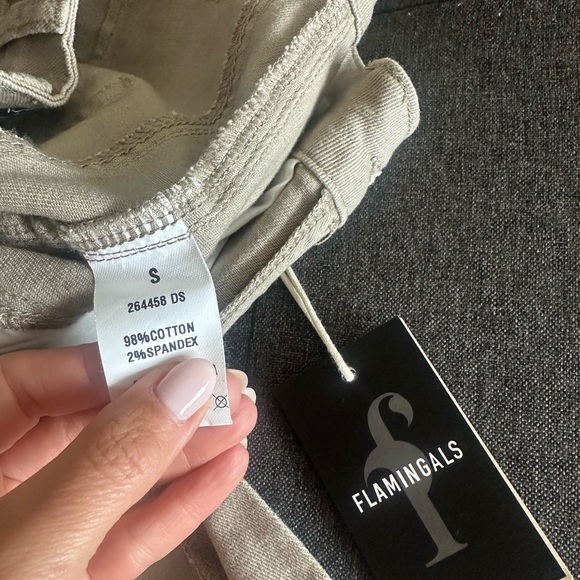 S
264458 DS
98%COTTON
2%SPANDEX
FLAMINGALS